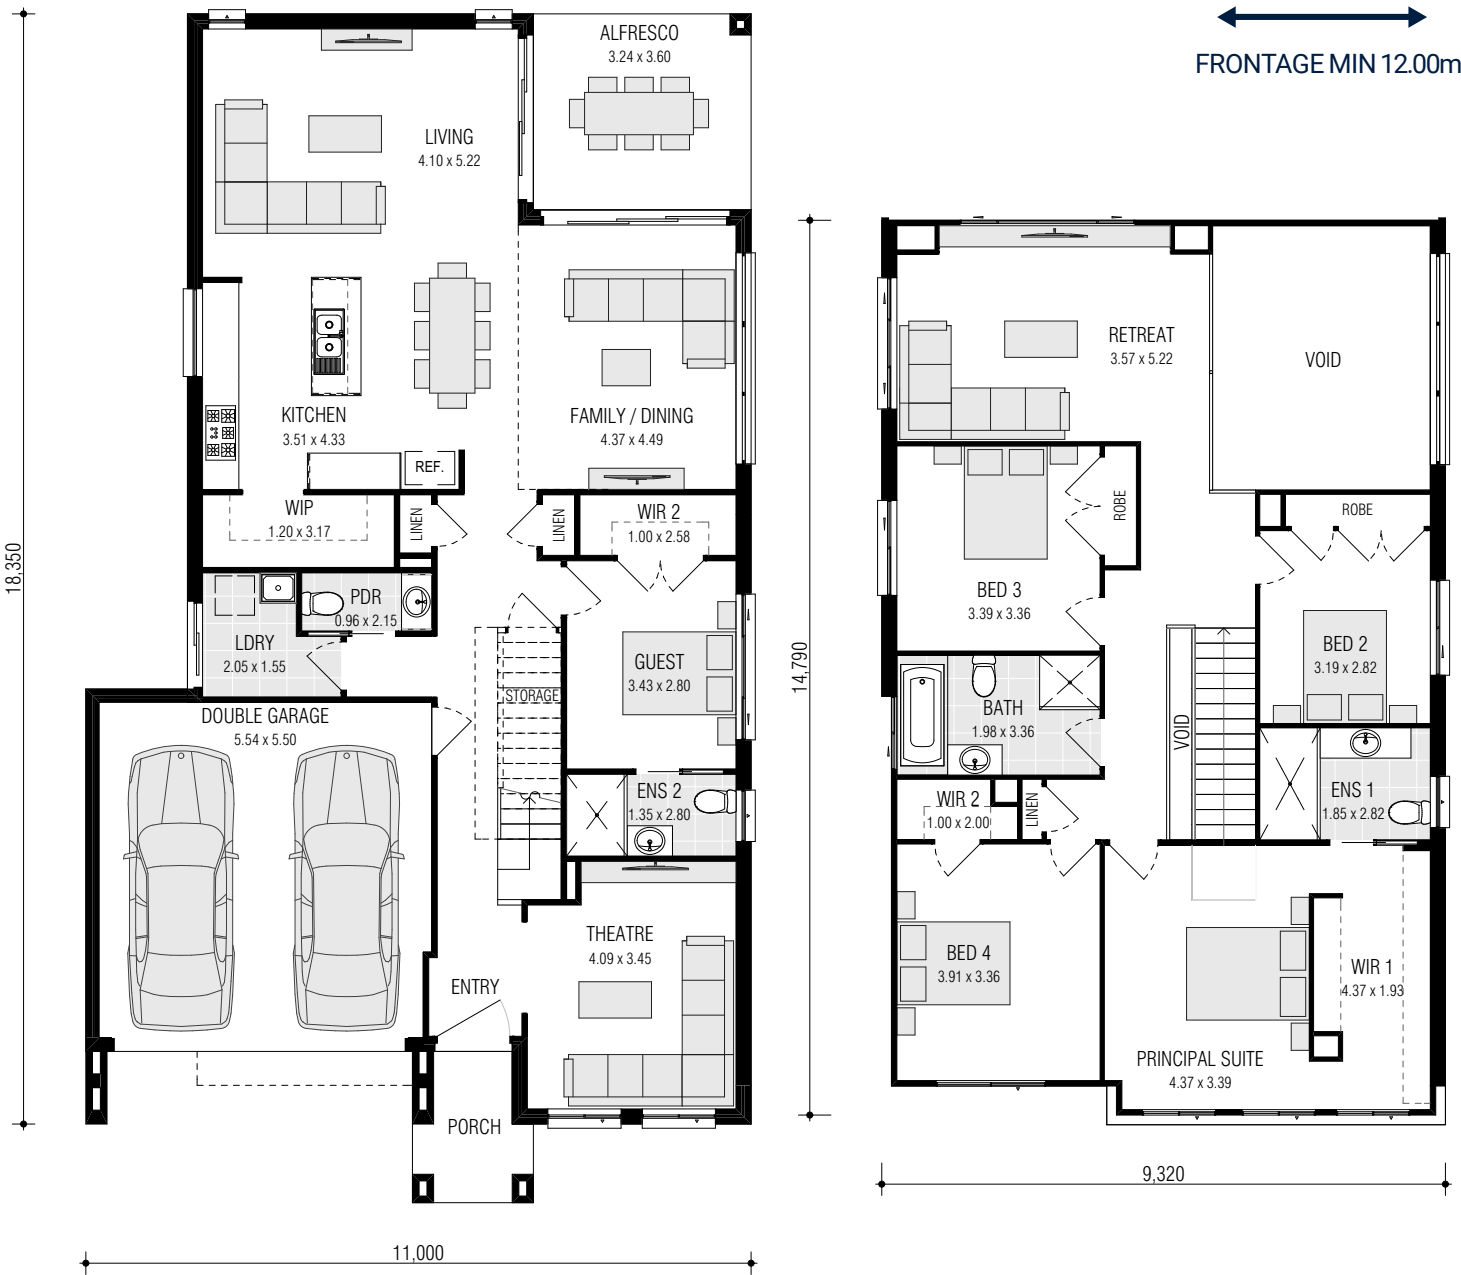 FRONTAGE MIN 12.00m
ALFRESCO
3.24 x 3.60
LIVING
4.10 x 5.22
KITCHEN
3.51 x 4.33
FAMILY / DINING
4.37 x 4.49
REF.
WIP
1.20 x 3.17
LINEN
LINEN
WIR 2
1.00 x 2.58
PDR
0.96 x 2.15
LDRY
2.05 x 1.55
GUEST
3.43 x 2.80
STORAGE
DOUBLE GARAGE
5.54 x 5.50
ENS 2
1.35 x 2.80
THEATRE
4.09 x 3.45
ENTRY
PORCH
18,350
11,000
RETREAT
3.57 x 5.22
VOID
ROBE
ROBE
BED 3
3.39 x 3.36
BED 2
3.19 x 2.82
BATH
1.98 x 3.36
VOID
WIR 2
1.00 x 2.00
LINEN
ENS 1
1.85 x 2.82
BED 4
3.91 x 3.36
WIR 1
4.37 x 1.93
PRINCIPAL SUITE
4.37 x 3.39
14,790
9,320